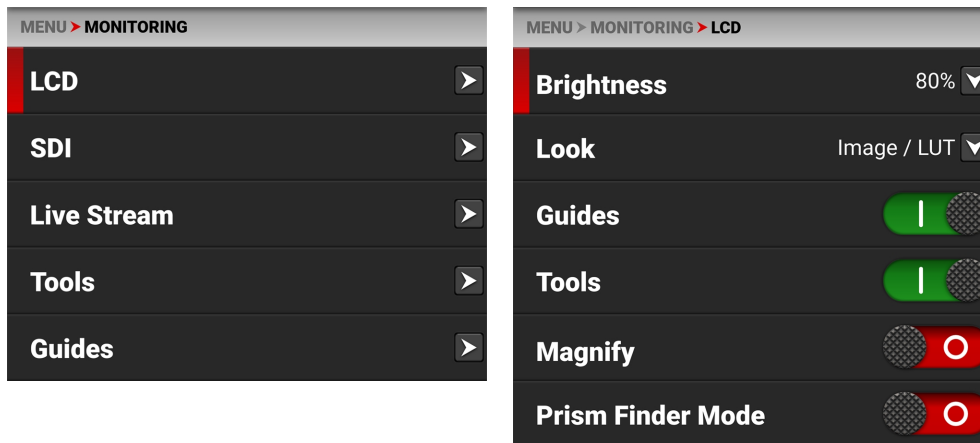 MENU > MONITORING
LCD
SDI
Live Stream
Tools
Guides
MENU > MONITORING > LCD
Brightness 80%
Look Image / LUT
Guides
Tools
Magnify
Prism Finder Mode